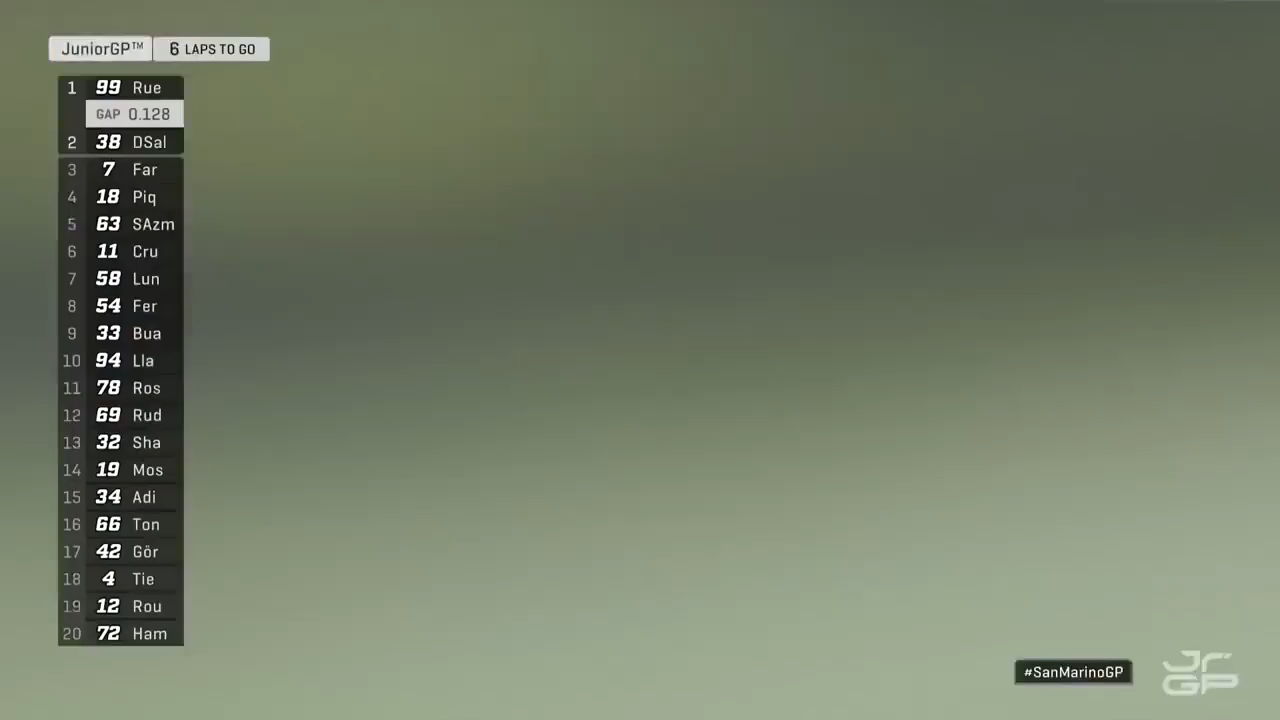 JuniorGP™ 6 LAPS TO GO
1 99 Rue
GAP 0.128
2 38 DSal
3 7 Far
4 18 Piq
5 63 SAzm
6 11 Cru
7 58 Lun
8 54 Fer
9 33 Bua
10 94 Lla
11 78 Ros
12 69 Rud
13 32 Sha
14 19 Mos
15 34 Adi
16 66 Ton
17 42 Gör
18 4 Tie
19 12 Rou
20 72 Ham
#SanMarinoGP
Jr
GP